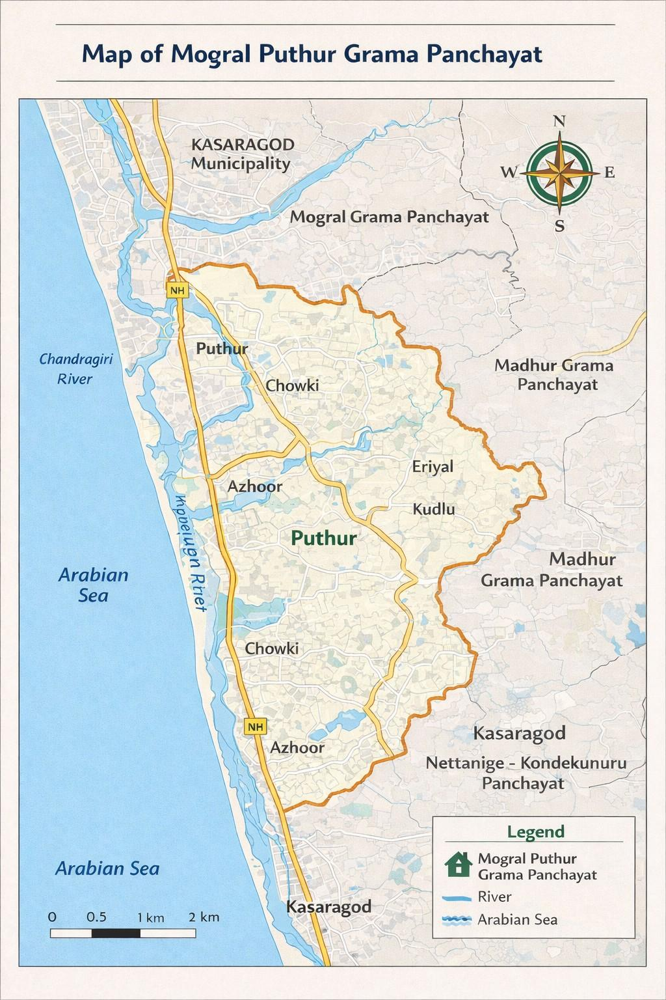 Map of Mogral Puthur Grama Panchayat
KASARAGOD
Municipality
N
W
E
S
Mogral Grama Panchayat
NH
Puthur
Chandragiri
River
Chowki
Madhur Grama
Panchayat
Eriyal
Azhoor
Kudlu
Puthur
Madhur
Grama Panchayat
Arabian
Sea
Chowki
NH
Azhoor
Kasaragod
Nettanige - Kondekunuru
Panchayat
Legend
Mogral Puthur
Grama Panchayat
River
Arabian Sea
Arabian Sea
Kasaragod
0 0.5 1 km 2 km